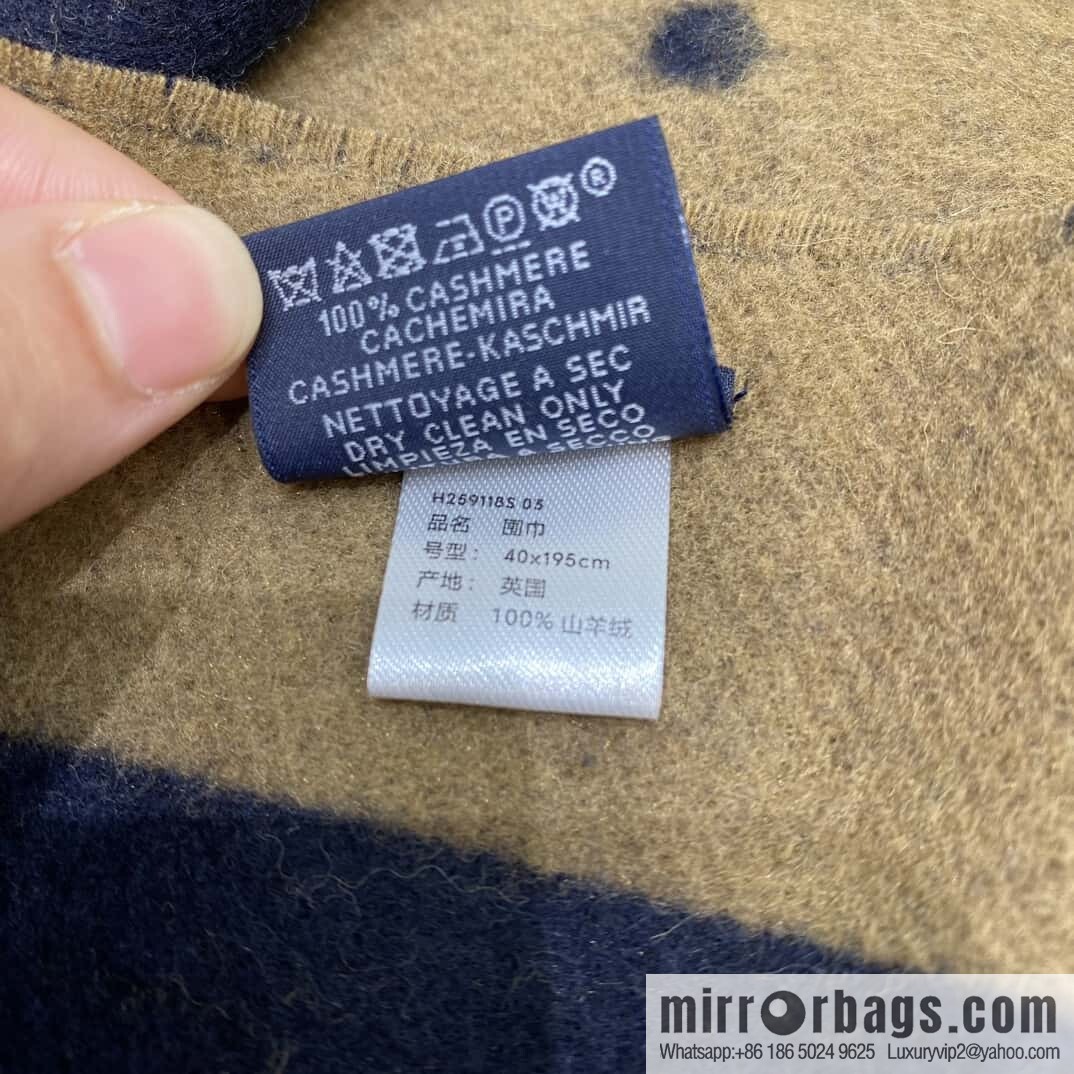 100% CASHMERE
CACHEMIRA
CASHMERE-KASCHMIR
NETTOYAGE A SEC
DRY CLEAN ONLY
LIMPIEZA EN SECO
A SECCO
H259118S 03
品名 围巾
号型： 40x195cm
产地： 英国
材质 100% 山羊绒
mirrorbags.com
Whatsapp:+86 186 5024 9625 Luxuryvip2@yahoo.com